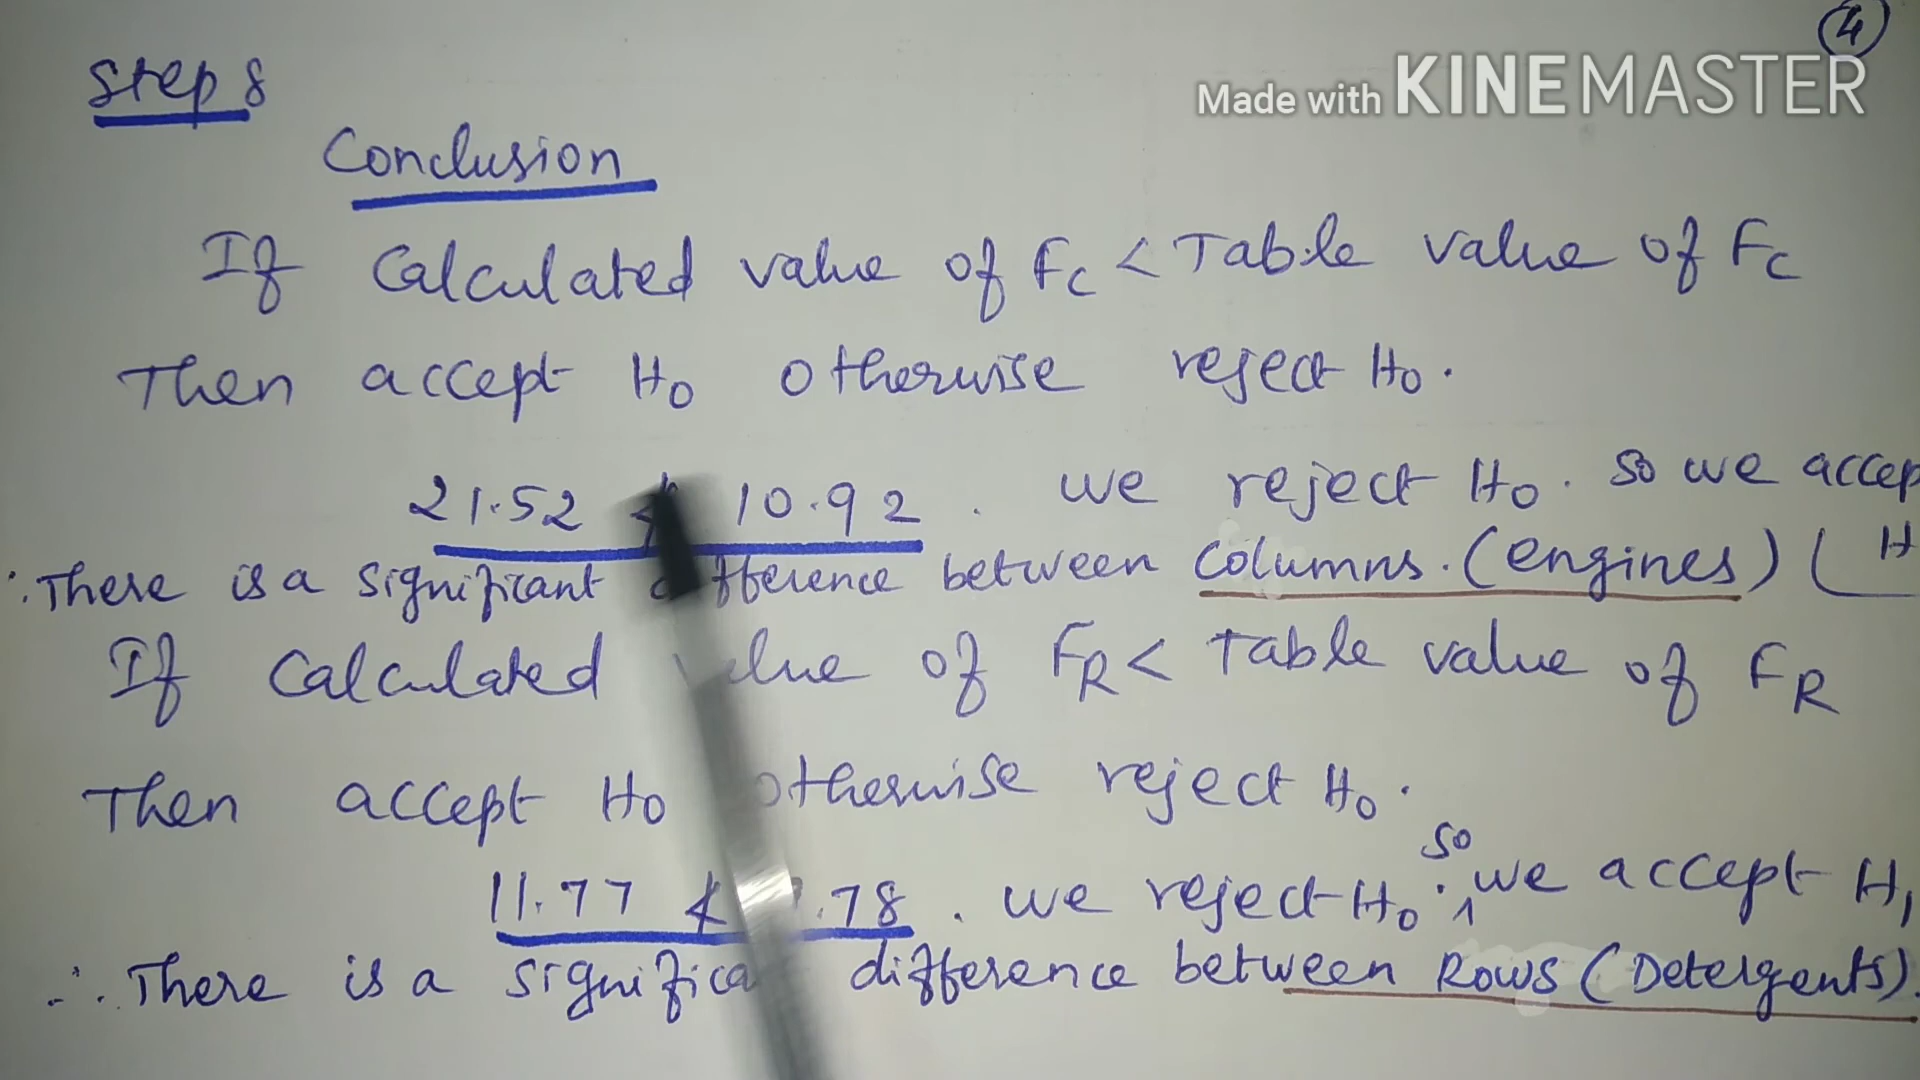 4
Made with KINEMASTER
Step 8
Conclusion
If Calculated value of Fc < Table value of Fc
Then accept H0 otherwise reject H0.
21.52 ≮ 10.92 . we reject H0. So we accep
∴ There is a significant difference between Columns. (engines) ( H
If Calculated value of FR < Table value of FR
Then accept H0 otherwise reject H0.
so
11.77 ≮ .78 . we reject H0. ∧ we accept H1
∴ There is a significa difference between Rows (Detergents).